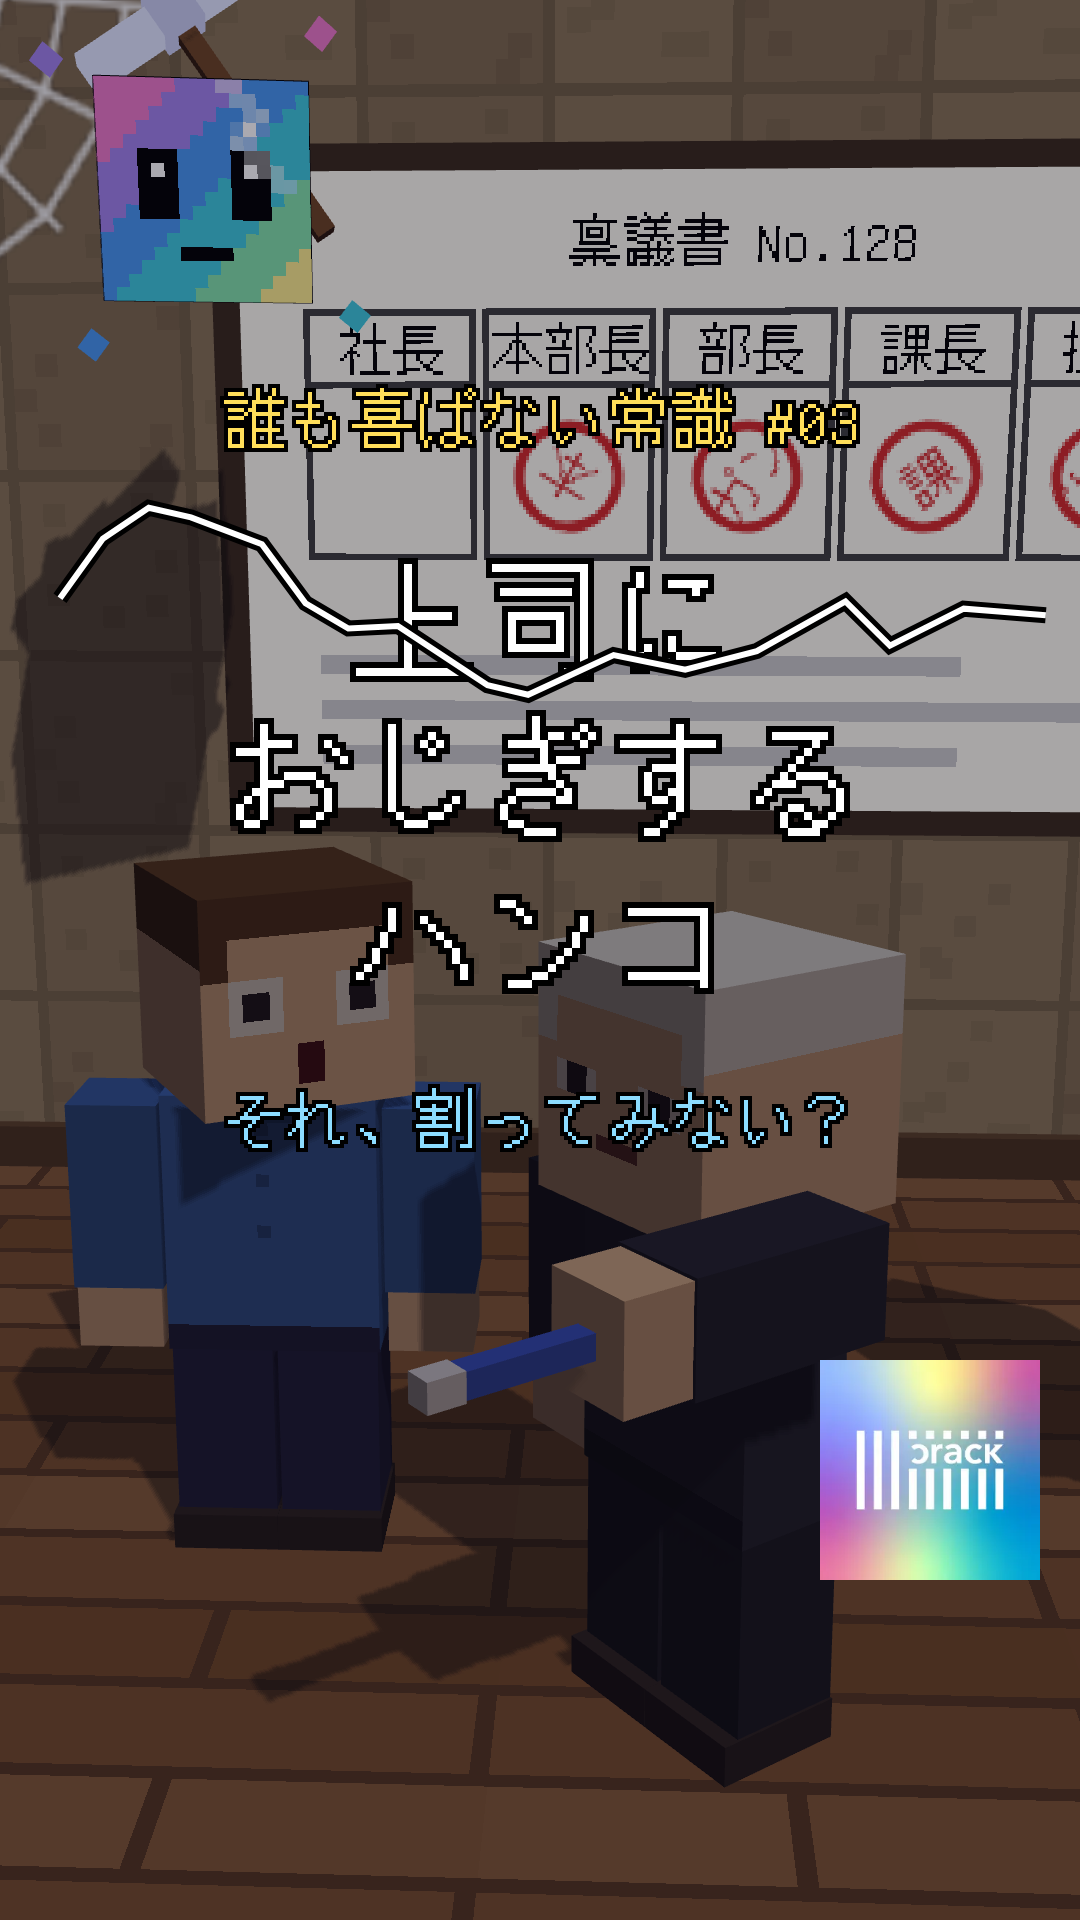 稟議書 No.128
社長 本部長 部長 課長
誰も喜ばない常識 #03
課
上司に
おじぎする
ハンコ
それ、割ってみない？
crack